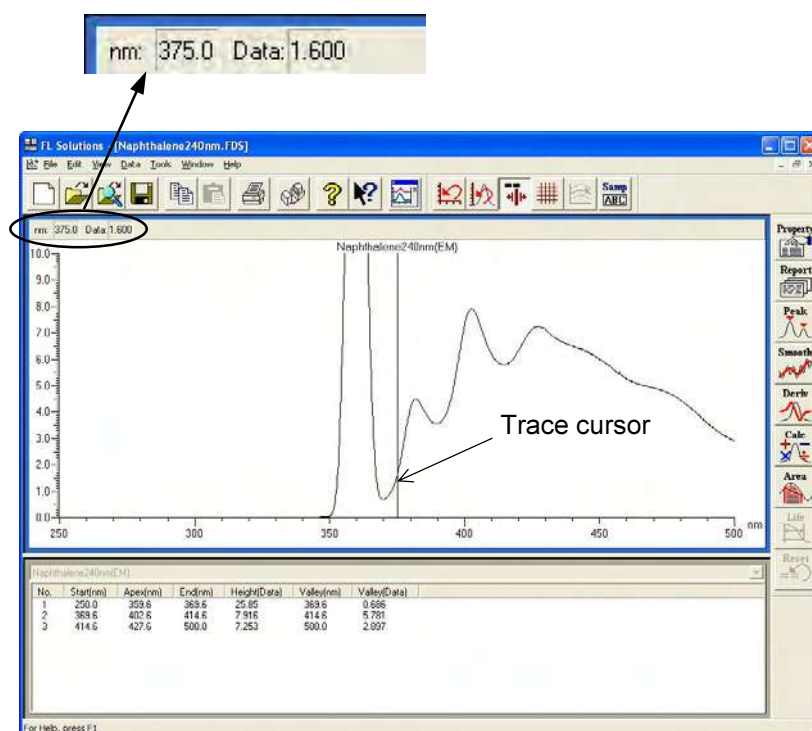 nm: 375.0 Data: 1.600
FL Solutions - [Naphthalene240nm.FDS]
File Edit View Data Tools Window Help
Samp
ABC
nm: 375.0 Data: 1.600
Naphthalene240nm(EM)
10.0
9.0
8.0
7.0
6.0
5.0
4.0
3.0
2.0
1.0
0.0
250 300 350 400 450 500 nm
Trace cursor
Property
Report
Peak
Smooth
Deriv
Calc
Area
Life
Reset
Naphthalene240nm(EM)
No. Start(nm) Apex(nm) End(nm) Height(Data) Valley(nm) Valley(Data)
1 250.0 359.6 369.6 25.85 369.6 0.686
2 369.6 402.6 414.6 7.916 414.6 5.781
3 414.6 427.6 500.0 7.253 500.0 2.897
For Help, press F1